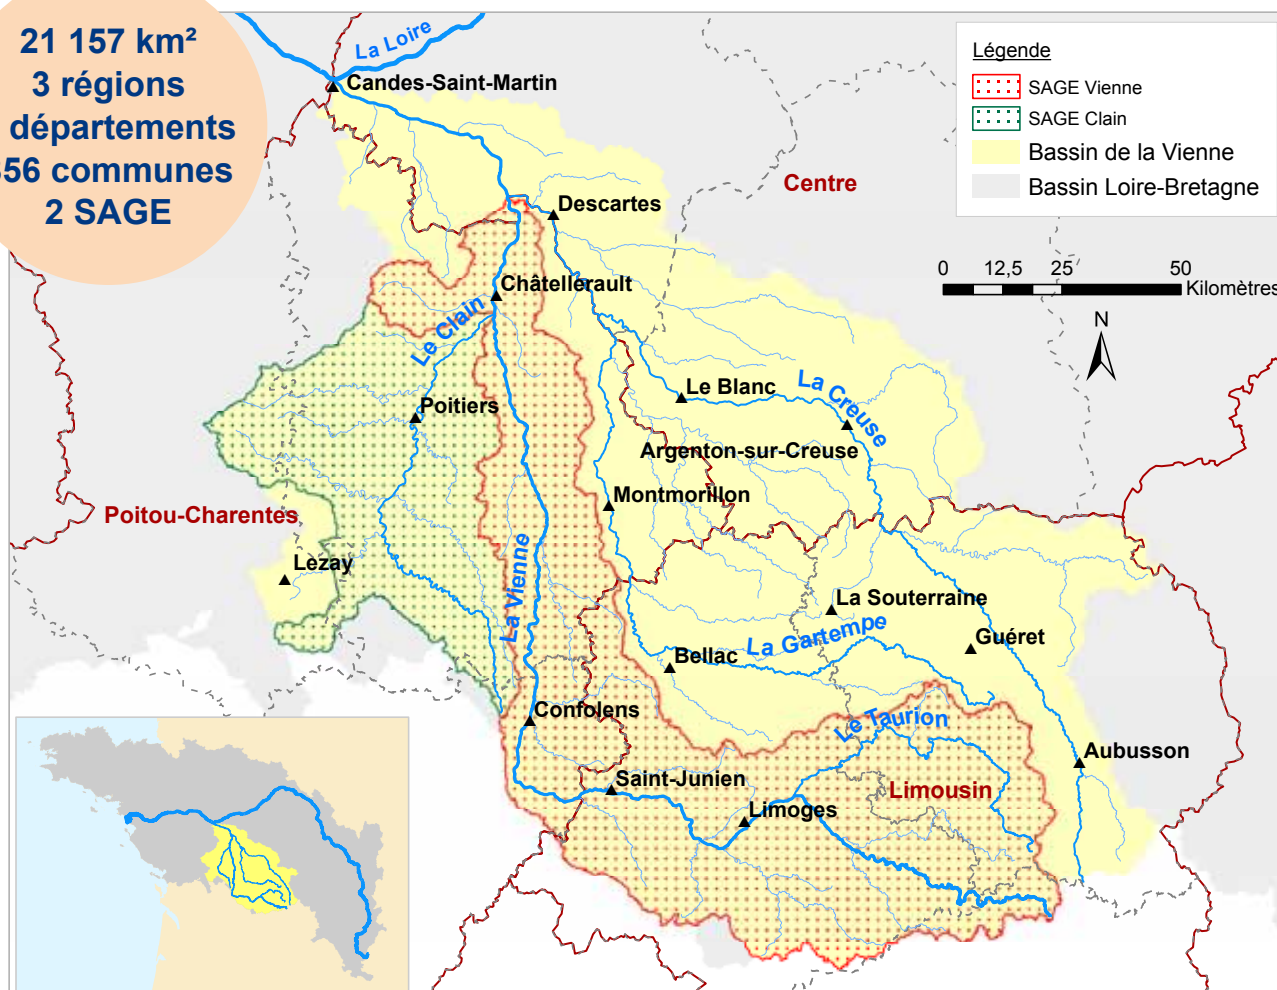 21 157 km²
3 régions
départements
56 communes
2 SAGE
La Loire
Candes-Saint-Martin
Légende
SAGE Vienne
SAGE Clain
Bassin de la Vienne
Bassin Loire-Bretagne
Centre
Descartes
0 12,5 25 50
Kilomètres
N
Châtellerault
Le Clain
Le Blanc
La Creuse
Poitiers
Argenton-sur-Creuse
Montmorillon
Poitou-Charentes
Lezay
La Vienne
La Souterraine
La Gartempe
Guéret
Bellac
Confolens
Le Taurion
Aubusson
Saint-Junien
Limousin
Limoges